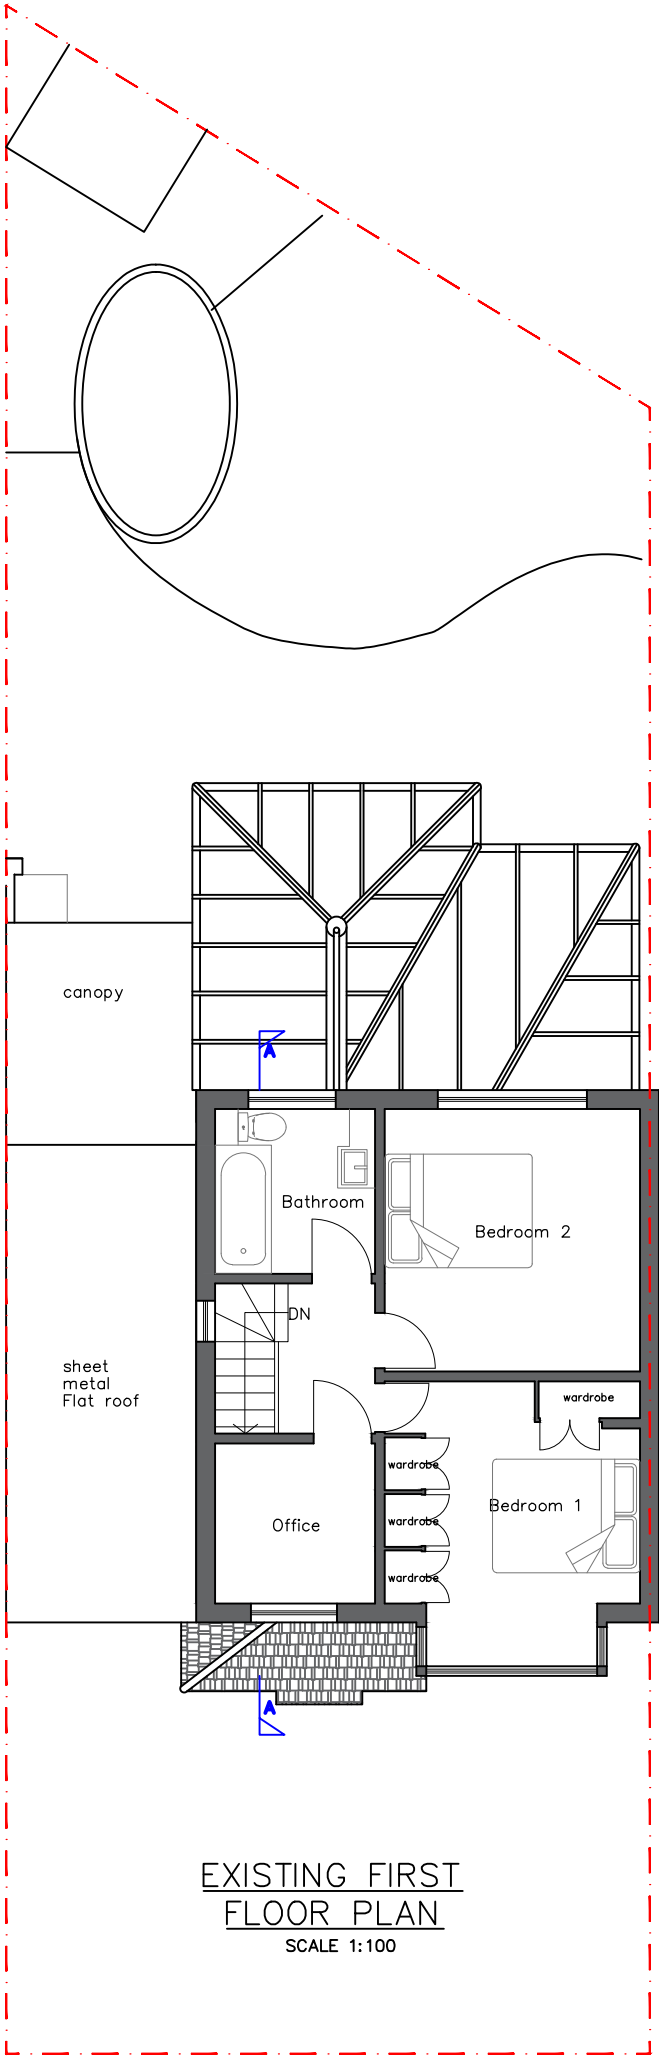 canopy
A
Bathroom
Bedroom 2
DN
sheet
metal
Flat roof
wardrobe
wardrobe
Bedroom 1
Office
wardrobe
wardrobe
A
EXISTING FIRST
FLOOR PLAN
SCALE 1:100